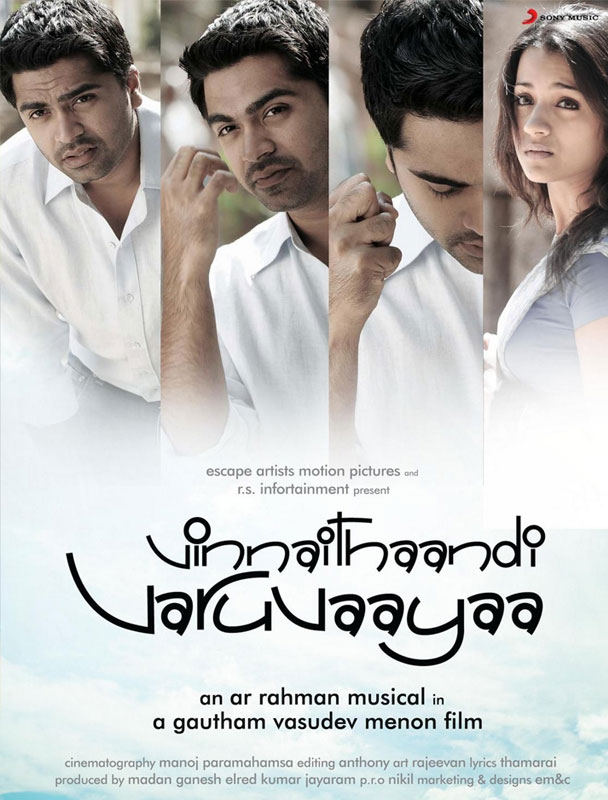 SONY MUSIC
escape artists motion pictures and
r.s. infortainment present
vinnaithaandi
varuvaayaa
an ar rahman musical in
a gautham vasudev menon film
cinematography manoj paramahamsa editing anthony art rajeevan lyrics thamarai
produced by madan ganesh elred kumar jayaram p.r.o nikil marketing & designs em&c